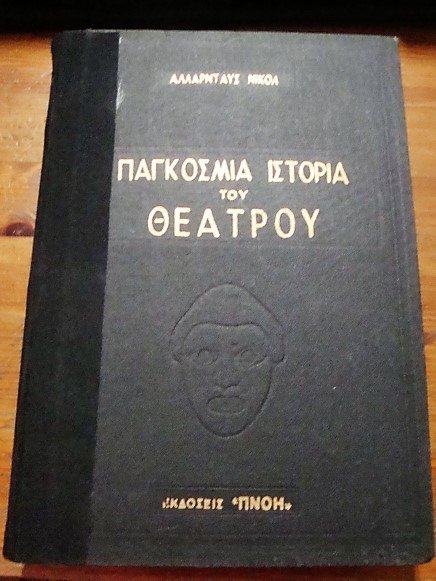 ΑΛΛΑΡΝΤΑΥΣ ΝΙΚΟΛ
ΠΑΓΚΟΣΜΙΑ ΙΣΤΟΡΙΑ
ΤΟΥ
ΘΕΑΤΡΟΥ
ΕΚΔΟΣΕΙΣ "ΠΝΟΗ"